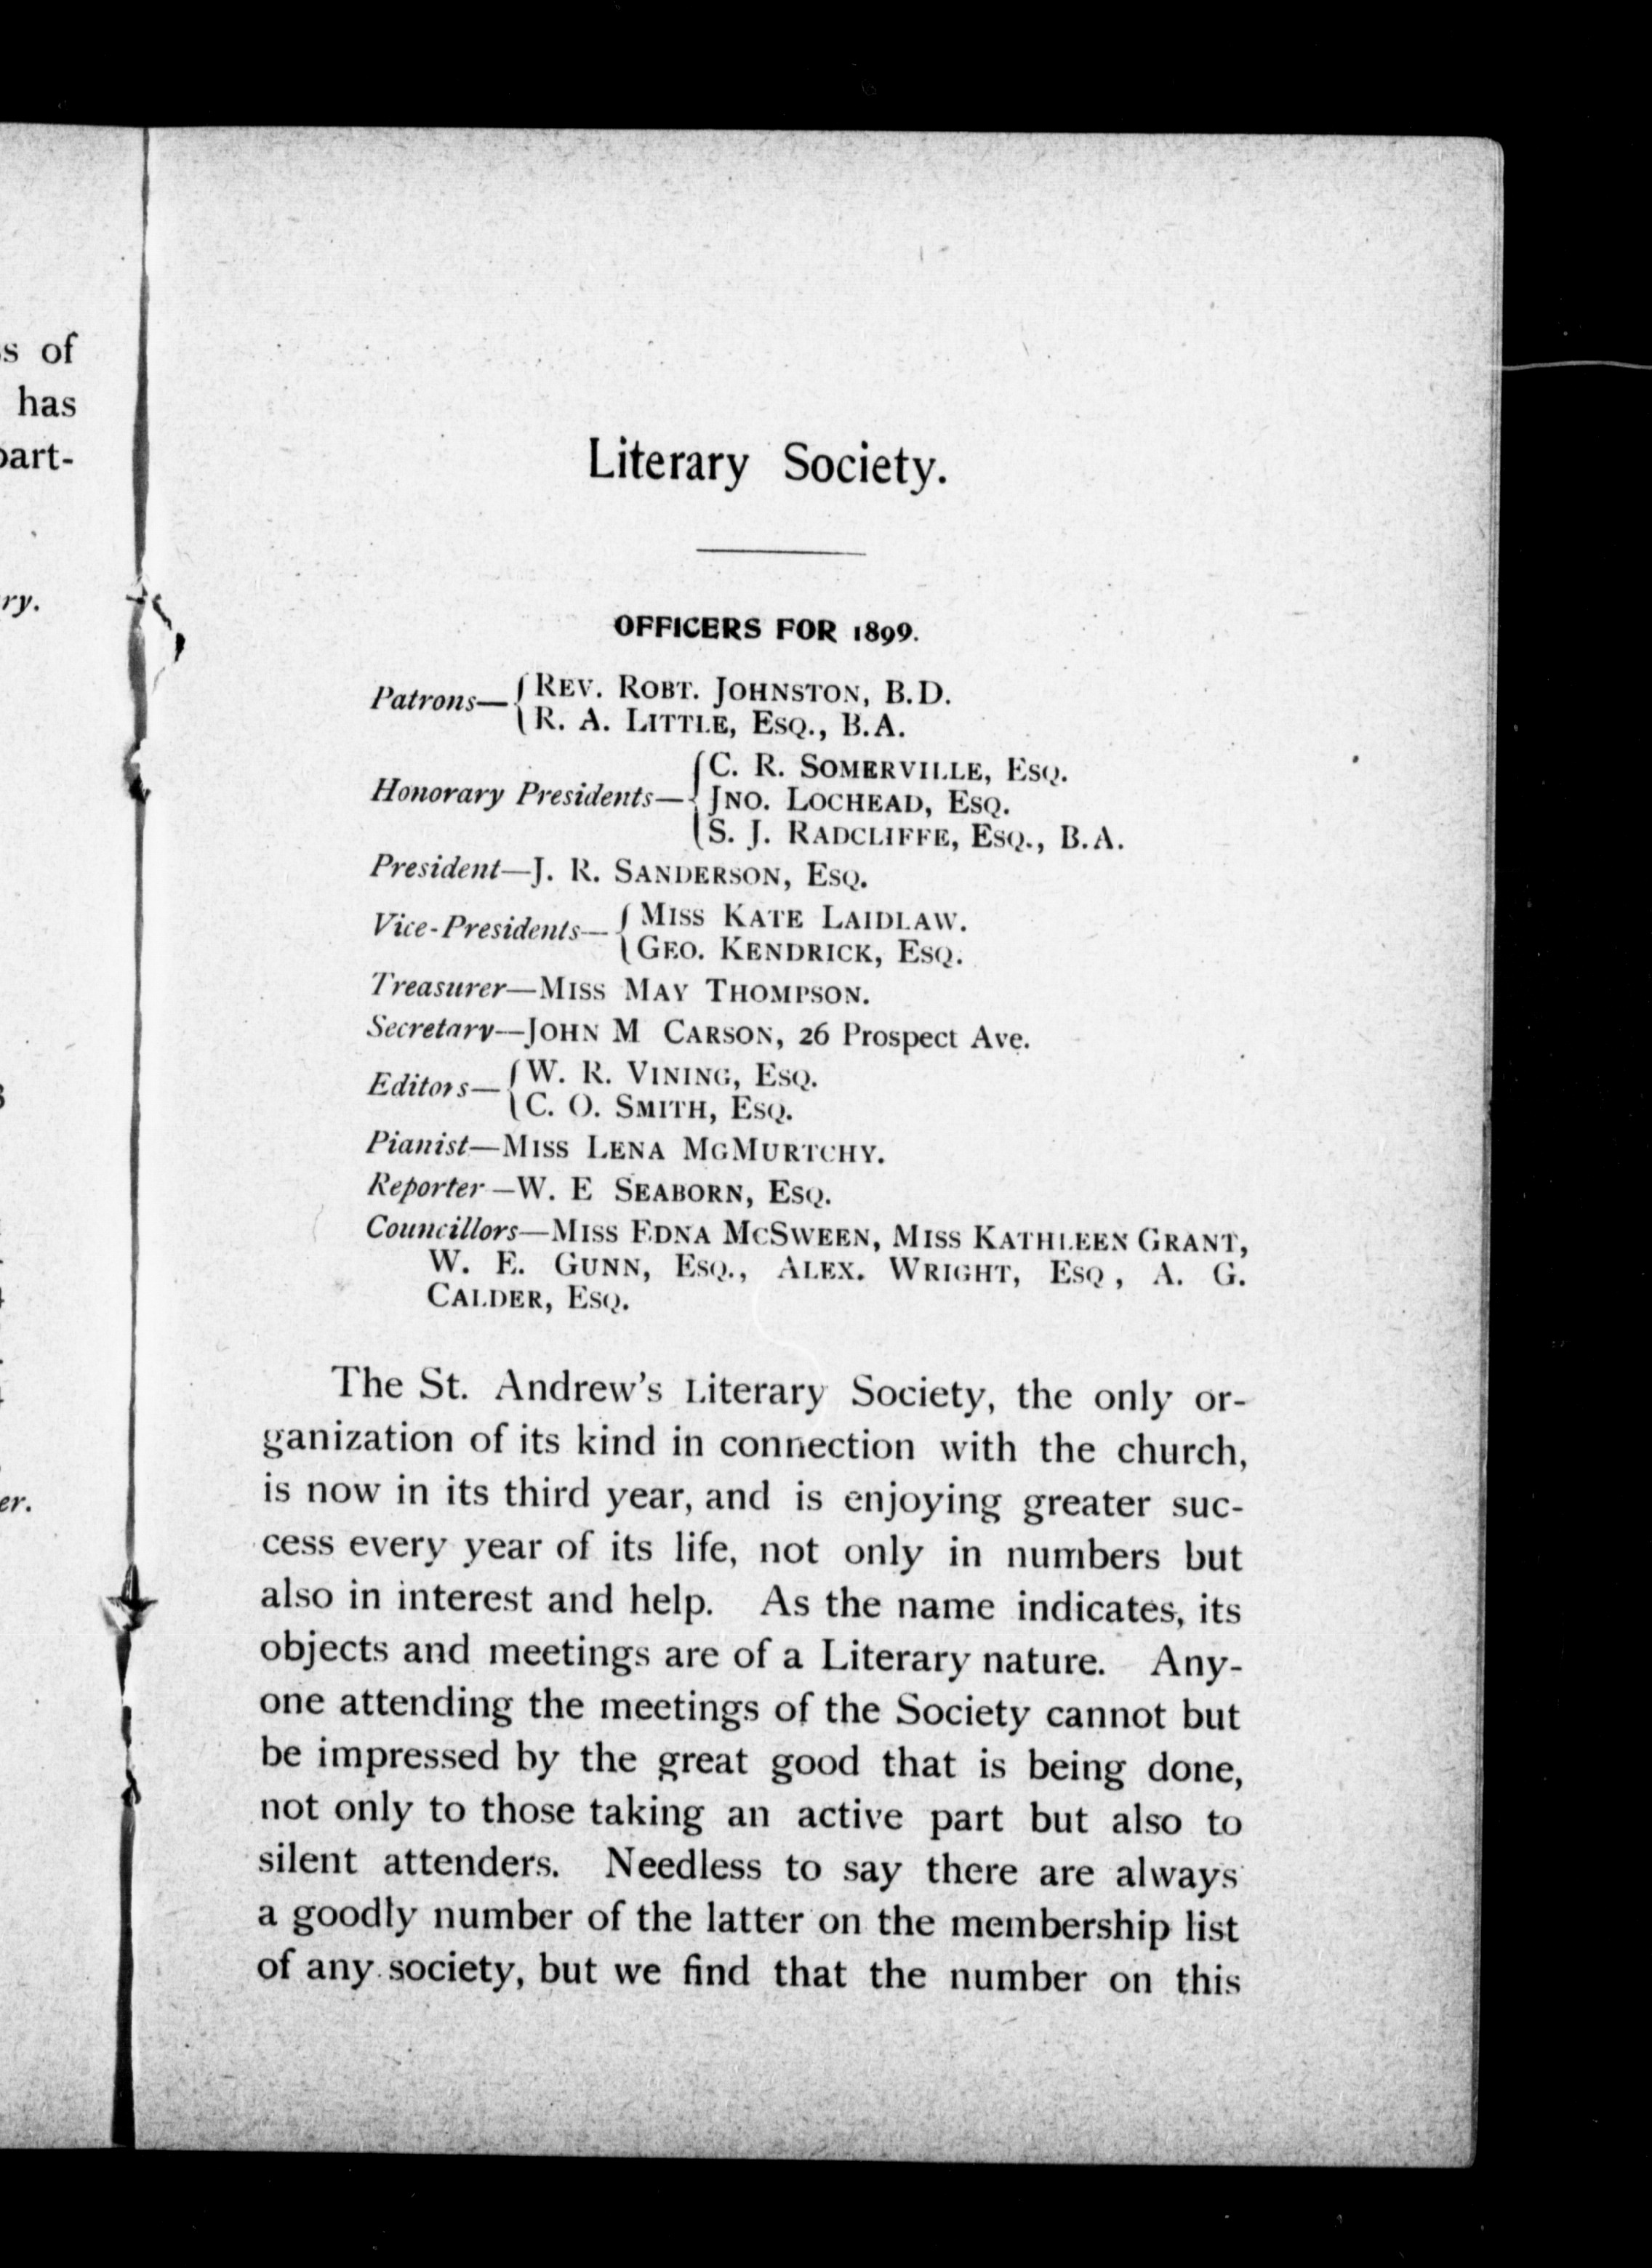 s of
has
part-
ry.
er.
Literary Society.
OFFICERS FOR 1899.
Patrons— { REV. ROBT. JOHNSTON, B.D.
R. A. LITTLE, ESQ., B.A.
C. R. SOMERVILLE, ESQ.
Honorary Presidents— { JNO. LOCHEAD, ESQ.
S. J. RADCLIFFE, ESQ., B.A.
President—J. R. SANDERSON, ESQ.
Vice-Presidents— { MISS KATE LAIDLAW.
GEO. KENDRICK, ESQ.
Treasurer—MISS MAY THOMPSON.
Secretary—JOHN M CARSON, 26 Prospect Ave.
Editors— { W. R. VINING, ESQ.
C. O. SMITH, ESQ.
Pianist—MISS LENA MGMURTCHY.
Reporter—W. E SEABORN, ESQ.
Councillors—MISS EDNA MCSWEEN, MISS KATHLEEN GRANT,
W. E. GUNN, ESQ., ALEX. WRIGHT, ESQ , A. G.
CALDER, ESQ.
The St. Andrew's Literary Society, the only or-
ganization of its kind in connection with the church,
is now in its third year, and is enjoying greater suc-
cess every year of its life, not only in numbers but
also in interest and help. As the name indicates, its
objects and meetings are of a Literary nature. Any-
one attending the meetings of the Society cannot but
be impressed by the great good that is being done,
not only to those taking an active part but also to
silent attenders. Needless to say there are always
a goodly number of the latter on the membership list
of any society, but we find that the number on this